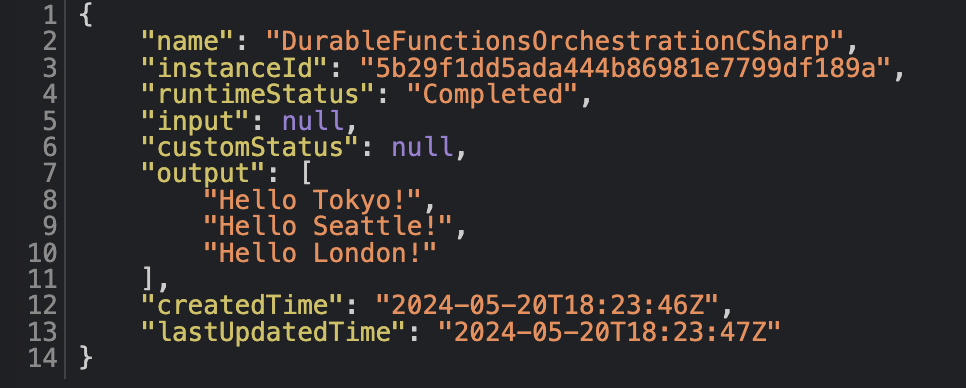 1 {
2     "name": "DurableFunctionsOrchestrationCSharp",
3     "instanceId": "5b29f1dd5ada444b86981e7799df189a",
4     "runtimeStatus": "Completed",
5     "input": null,
6     "customStatus": null,
7     "output": [
8         "Hello Tokyo!",
9         "Hello Seattle!",
10         "Hello London!"
11     ],
12     "createdTime": "2024-05-20T18:23:46Z",
13     "lastUpdatedTime": "2024-05-20T18:23:47Z"
14 }